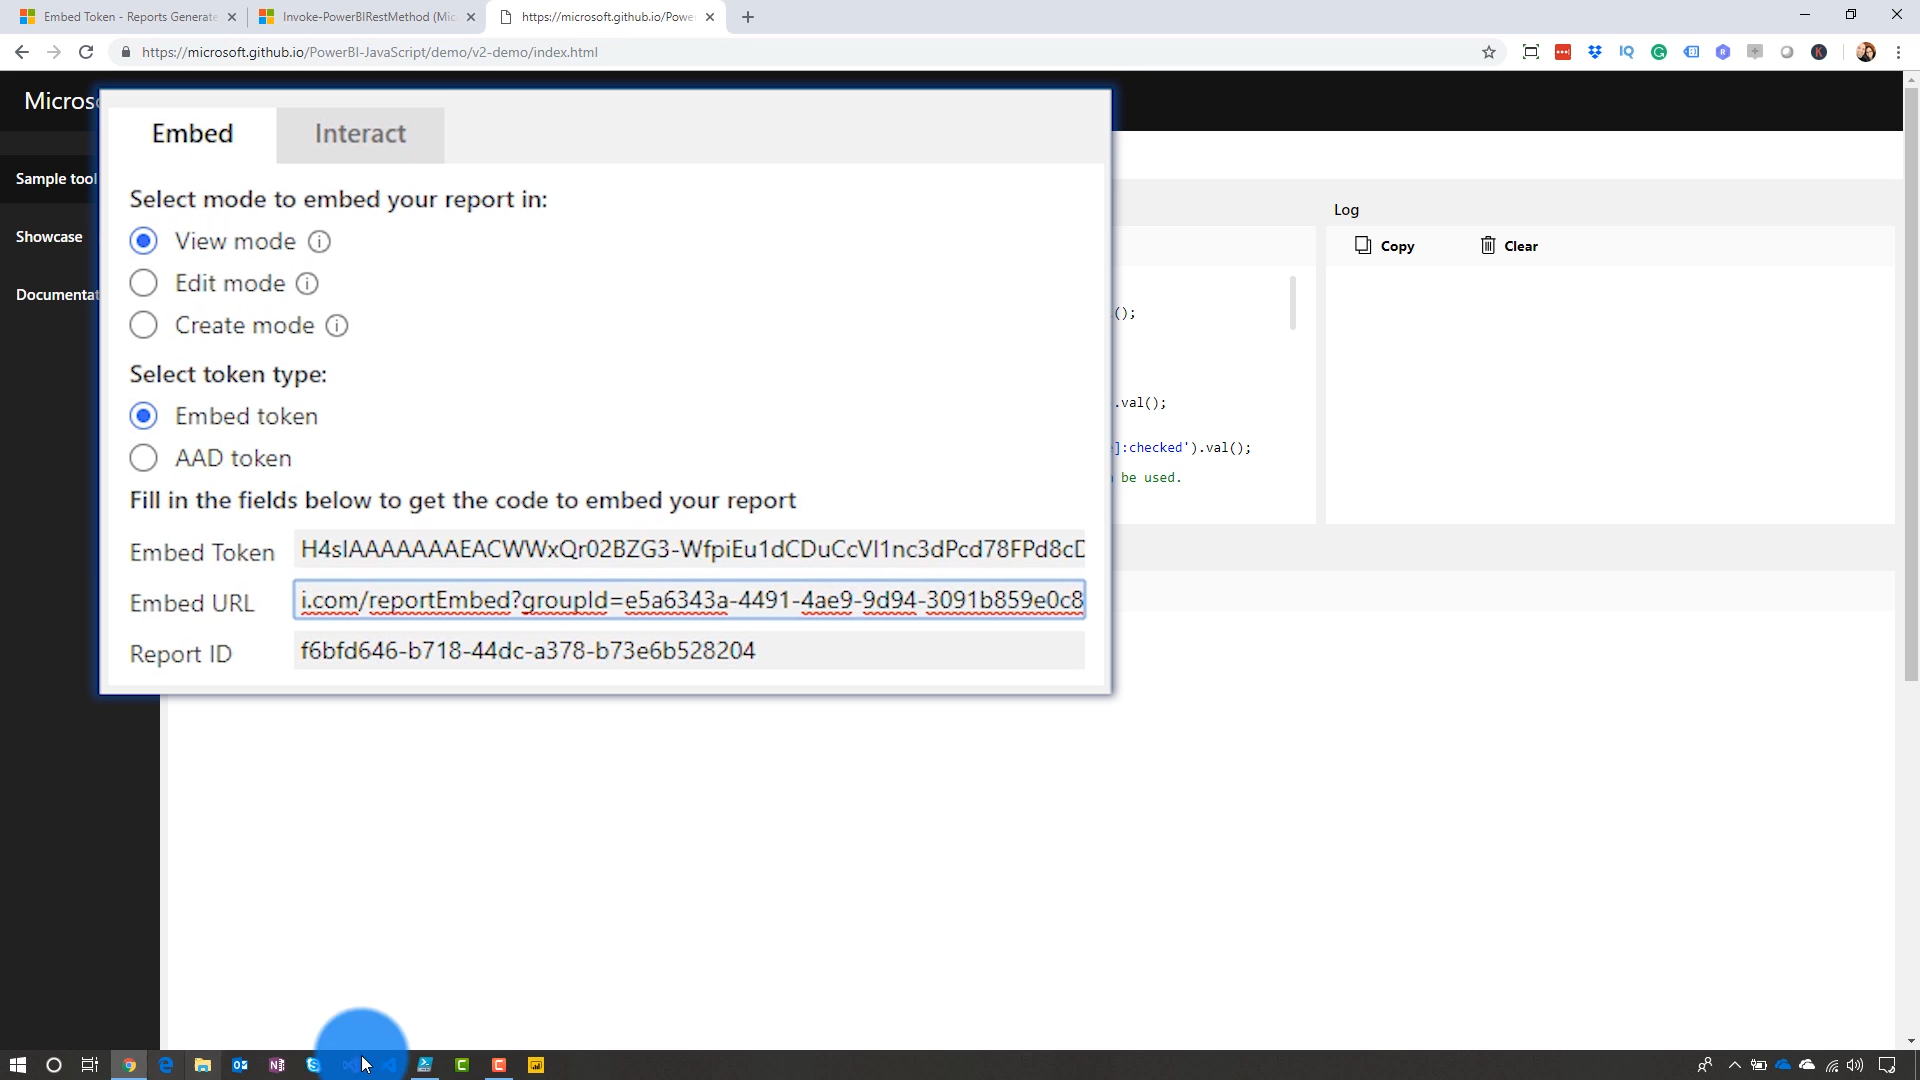 Embed Token - Reports Generate
Invoke-PowerBIRestMethod (Mic
https://microsoft.github.io/Powe
https://microsoft.github.io/PowerBI-JavaScript/demo/v2-demo/index.html
Micros
Embed
Interact
Sample tool
Showcase
Documentat
Select mode to embed your report in:
View mode
Edit mode
Create mode
Select token type:
Embed token
AAD token
Fill in the fields below to get the code to embed your report
Embed Token H4sIAAAAAAAEACWWxQr02BZG3-WfpiEu1dCDuCcVI1nc3dPcd78FPd8cD
Embed URL i.com/reportEmbed?groupId=e5a6343a-4491-4ae9-9d94-3091b859e0c8
Report ID f6bfd646-b718-44dc-a378-b73e6b528204
();
.val();
]:checked').val();
be used.
Log
Copy
Clear